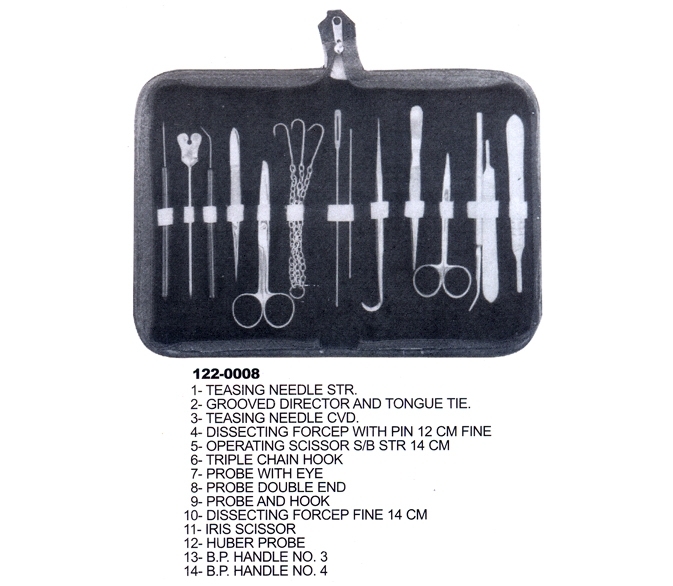 122-0008
1- TEASING NEEDLE STR.
2- GROOVED DIRECTOR AND TONGUE TIE.
3- TEASING NEEDLE CVD.
4- DISSECTING FORCEP WITH PIN 12 CM FINE
5- OPERATING SCISSOR S/B STR 14 CM
6- TRIPLE CHAIN HOOK
7- PROBE WITH EYE
8- PROBE DOUBLE END
9- PROBE AND HOOK
10- DISSECTING FORCEP FINE 14 CM
11- IRIS SCISSOR
12- HUBER PROBE
13- B.P. HANDLE NO. 3
14- B.P. HANDLE NO. 4